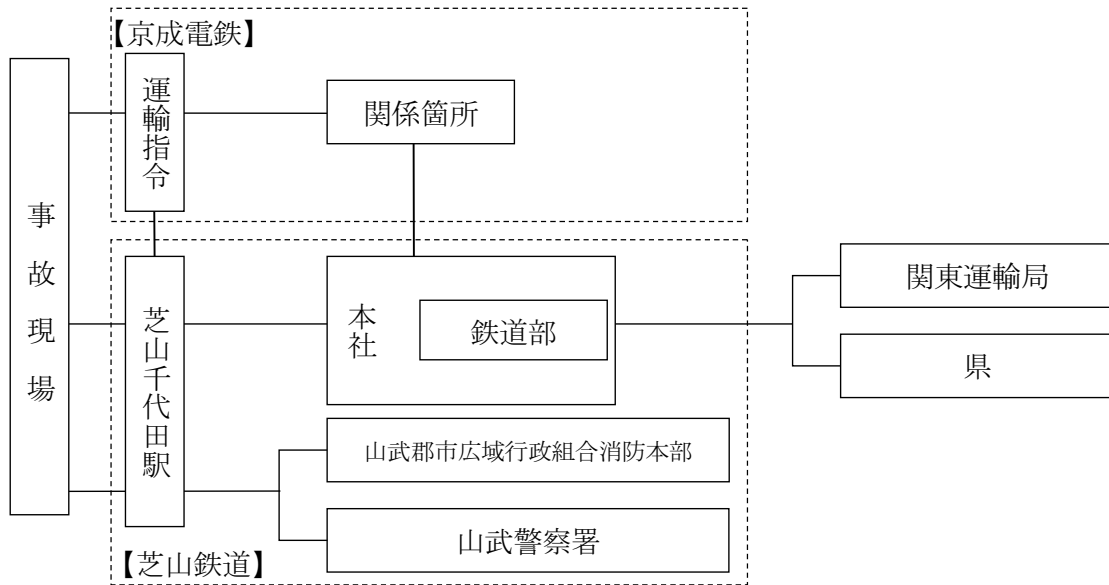 【京成電鉄】
事故現場
運輸指令
関係箇所
芝山千代田駅
本社
鉄道部
関東運輸局
県
山武郡市広域行政組合消防本部
山武警察署
【芝山鉄道】